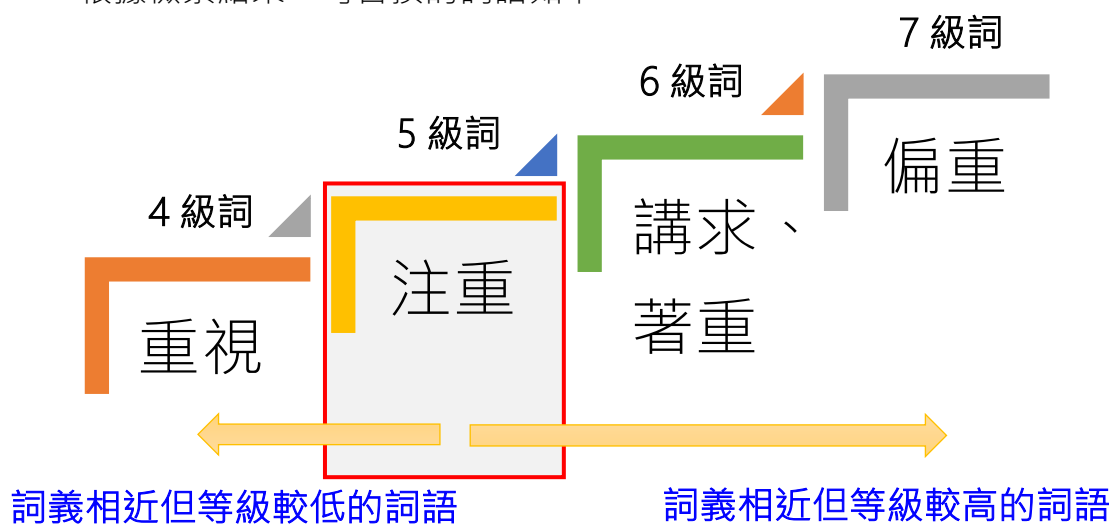 7 級詞
6 級詞
5 級詞
4 級詞
偏重
講求、
著重
注重
重視
詞義相近但等級較低的詞語
詞義相近但等級較高的詞語